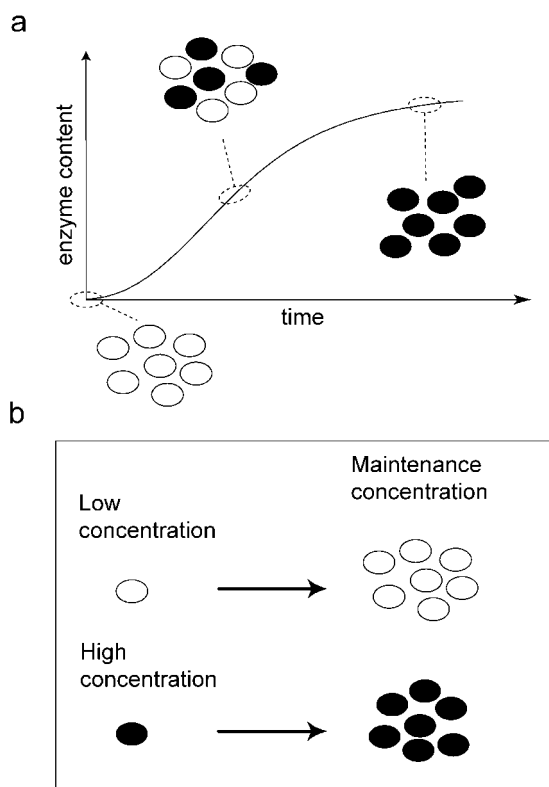 a
enzyme content
time
b
Maintenance
concentration
Low
concentration
High
concentration